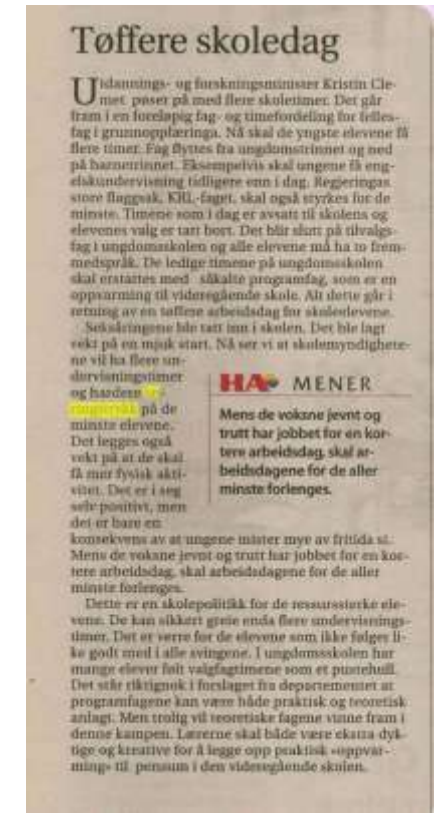 Tøffere skoledag
Utdannings- og forskningsminister Kristin Cle-
met pøser på med flere skoletimer. Det går
fram i en foreløpig fag- og timefordeling for felles-
fag i grunnopplæringa. Nå skal de yngste elevene få
flere timer. Fag flyttes fra ungdomstrinnet og ned
på barnetrinnet. Eksempelvis skal ungene få eng-
elskundervisning tidligere enn i dag. Regjeringas
store flaggsak, KRL-faget, skal også styrkes for de
minste. Timene som i dag er avsatt til skolens og
elevenes valg er tatt bort. Det blir slutt på tilvalgs-
fag i ungdomsskolen og alle elevene må ha to frem-
medspråk. De ledige timene på ungdomsskolen
skal erstattes med såkalte programfag, som er en
oppvarming til videregående skole. Alt dette går i
retning av en tøffere arbeidsdag for skoleelevene.
Seksåringene ble tatt inn i skolen. Det ble lagt
vekt på en mjuk start. Nå ser vi at skolemyndighete-
ne vil ha flere un-
dervisningstimer
og hardere
på de
minste elevene.
Det legges også
vekt på at de skal
få mer fysisk akti-
vitet. Det er i seg
selv positivt, men
det er bare en
konsekvens av at ungene mister mye av fritida si.
Mens de voksne jevnt og trutt har jobbet for en kor-
tere arbeidsdag, skal arbeidsdagene for de aller
minste forlenges.
Dette er en skolepolitikk for de ressurssterke ele-
vene. De kan sikkert greie enda flere undervisnings-
timer. Det er verre for de elevene som ikke følges li-
ke godt med i alle svingene. I ungdomsskolen har
mange elever følt valgfagtimene som et pustehull.
Det står riktignok i forslaget fra departementet at
programfagene kan være både praktisk og teoretisk
anlagt. Men trolig vil teoretiske fagene vinne fram i
denne kampen. Lærerne skal både være ekstra dyk-
tige og kreative for å legge opp praktisk «oppvar-
ming» til pensum i den videregående skolen.
HA MENER
Mens de voksne jevnt og
trutt har jobbet for en kor-
tere arbeidsdag, skal ar-
beidsdagene for de aller
minste forlenges.